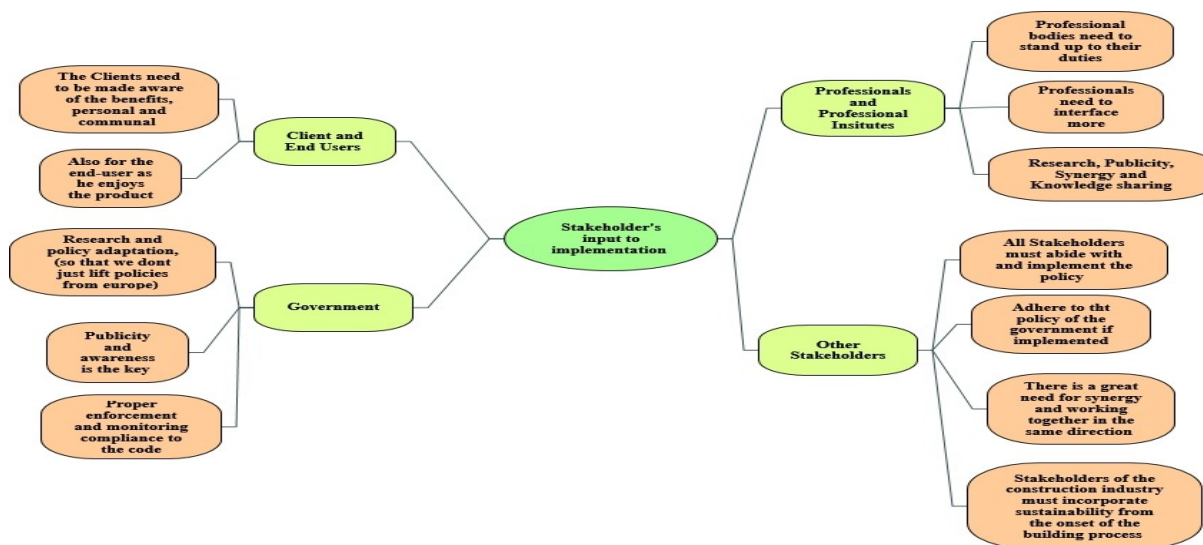 Stakeholder's
input to
implementation
Client and
End Users
The Clients need
to be made aware
of the benefits,
personal and
communal
Also for the
end-user as
he enjoys
the product
Government
Research and
policy adaptation,
(so that we dont
just lift policies
from europe)
Publicity
and
awareness
is the key
Proper
enforcement
and monitoring
compliance to
the code
Professionals
and
Professional
Insitutes
Professional
bodies need to
stand up to their
duties
Professionals
need to
interface
more
Research, Publicity,
Synergy and
Knowledge sharing
Other
Stakeholders
All Stakeholders
must abide with
and implement the
policy
Adhere to tht
policy of the
government if
implemented
There is a great
need for synergy
and working
together in the
same direction
Stakeholders of the
construction industry
must incorporate
sustainability from
the onset of the
building process